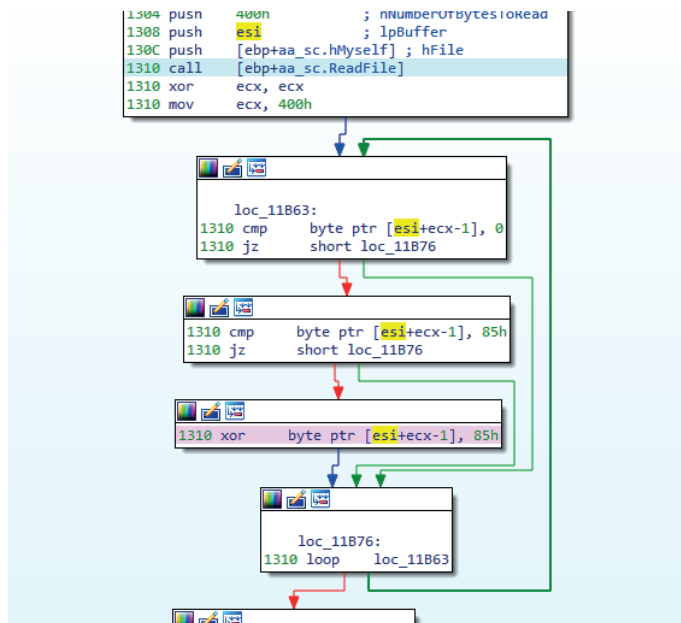 1304 push    400h            ; nNumberOfBytesToRead
1308 push    esi             ; lpBuffer
130C push    [ebp+aa_sc.hMyself] ; hFile
1310 call    [ebp+aa_sc.ReadFile]
1310 xor     ecx, ecx
1310 mov     ecx, 400h
loc_11B63:
1310 cmp     byte ptr [esi+ecx-1], 0
1310 jz      short loc_11B76
1310 cmp     byte ptr [esi+ecx-1], 85h
1310 jz      short loc_11B76
1310 xor     byte ptr [esi+ecx-1], 85h
loc_11B76:
1310 loop    loc_11B63